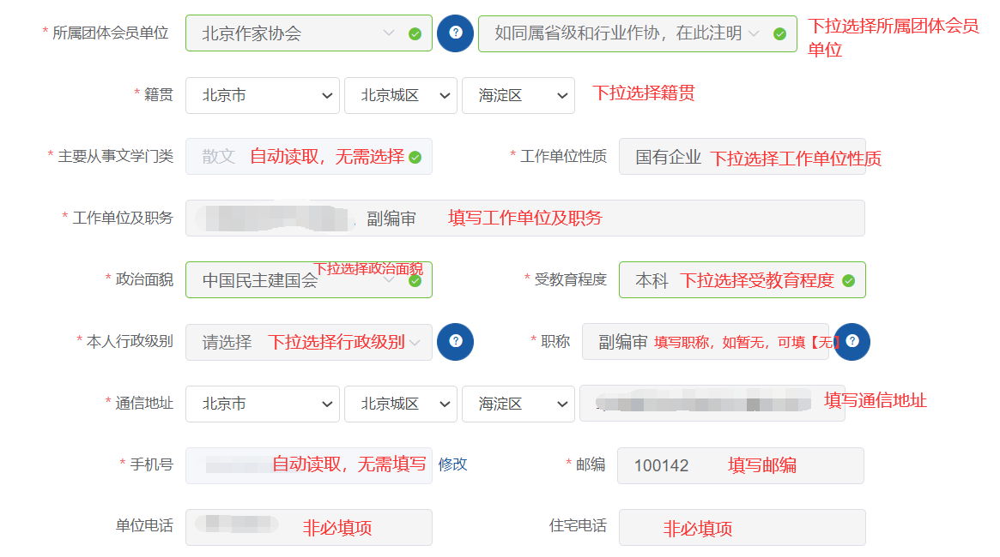 * 所属团体会员单位 北京作家协会 ? 如同属省级和行业作协，在此注明 下拉选择所属团体会员
单位
* 籍贯 北京市 北京城区 海淀区 下拉选择籍贯
* 主要从事文学门类 散文 自动读取，无需选择 * 工作单位性质 国有企业 下拉选择工作单位性质
* 工作单位及职务 副编审 填写工作单位及职务
* 政治面貌 中国民主建国会 下拉选择政治面貌 * 受教育程度 本科 下拉选择受教育程度
* 本人行政级别 请选择 下拉选择行政级别 ? * 职称 副编审 填写职称，如暂无，可填【无】 ?
* 通信地址 北京市 北京城区 海淀区 填写通信地址
* 手机号 自动读取，无需填写 修改 * 邮编 100142 填写邮编
单位电话 非必填项 住宅电话 非必填项